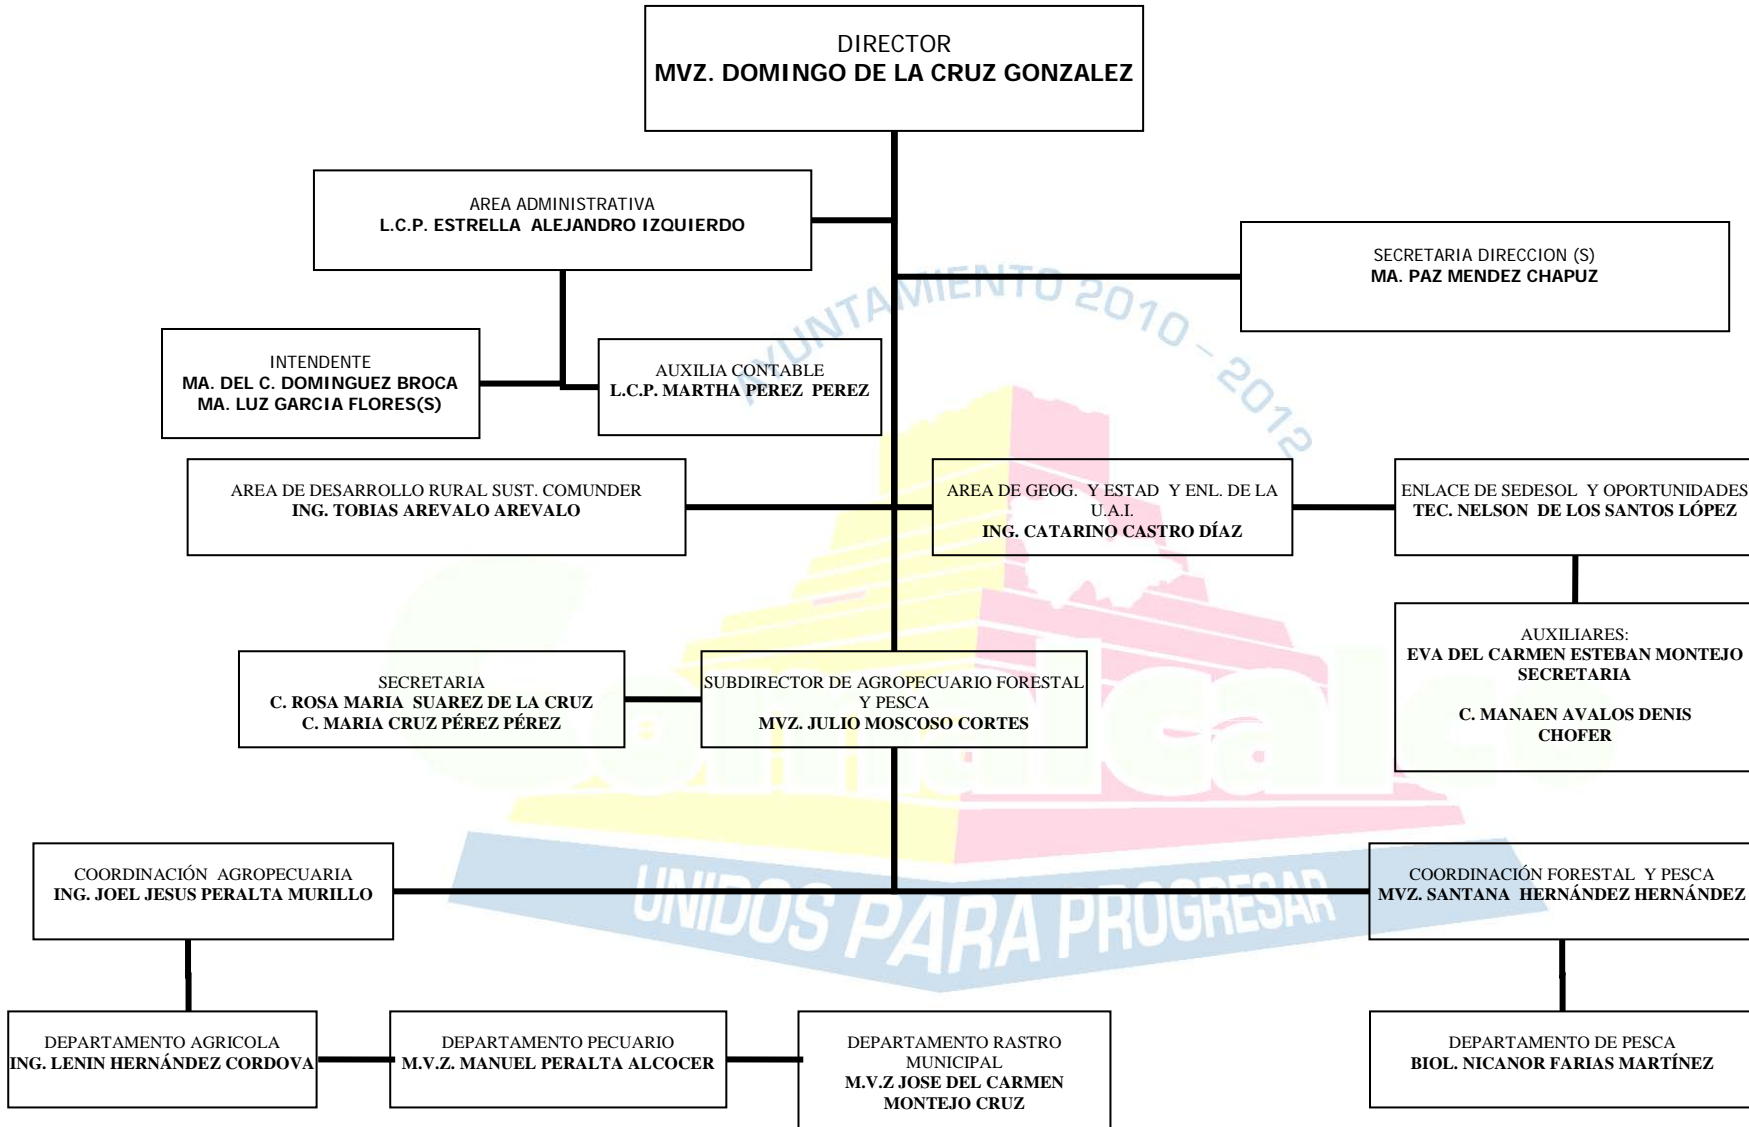 DIRECTOR
MVZ. DOMINGO DE LA CRUZ GONZALEZ
AREA ADMINISTRATIVA
L.C.P. ESTRELLA ALEJANDRO IZQUIERDO
SECRETARIA DIRECCION (S)
MA. PAZ MENDEZ CHAPUZ
INTENDENTE
MA. DEL C. DOMINGUEZ BROCA
MA. LUZ GARCIA FLORES(S)
AUXILIA CONTABLE
L.C.P. MARTHA PEREZ PEREZ
AYUNTAMIENTO 2010 - 2012
AREA DE DESARROLLO RURAL SUST. COMUNDER
ING. TOBIAS AREVALO AREVALO
AREA DE GEOG. Y ESTAD Y ENL. DE LA
U.A.I.
ING. CATARINO CASTRO DÍAZ
ENLACE DE SEDESOL Y OPORTUNIDADES
TEC. NELSON DE LOS SANTOS LÓPEZ
AUXILIARES:
EVA DEL CARMEN ESTEBAN MONTEJO
SECRETARIA
C. MANAEN AVALOS DENIS
CHOFER
SECRETARIA
C. ROSA MARIA SUAREZ DE LA CRUZ
C. MARIA CRUZ PÉREZ PÉREZ
SUBDIRECTOR DE AGROPECUARIO FORESTAL
Y PESCA
MVZ. JULIO MOSCOSO CORTES
Comalcalco
COORDINACIÓN AGROPECUARIA
ING. JOEL JESUS PERALTA MURILLO
COORDINACIÓN FORESTAL Y PESCA
MVZ. SANTANA HERNÁNDEZ HERNÁNDEZ
UNIDOS PARA PROGRESAR
DEPARTAMENTO AGRICOLA
ING. LENIN HERNÁNDEZ CORDOVA
DEPARTAMENTO PECUARIO
M.V.Z. MANUEL PERALTA ALCOCER
DEPARTAMENTO RASTRO
MUNICIPAL
M.V.Z JOSE DEL CARMEN
MONTEJO CRUZ
DEPARTAMENTO DE PESCA
BIOL. NICANOR FARIAS MARTÍNEZ